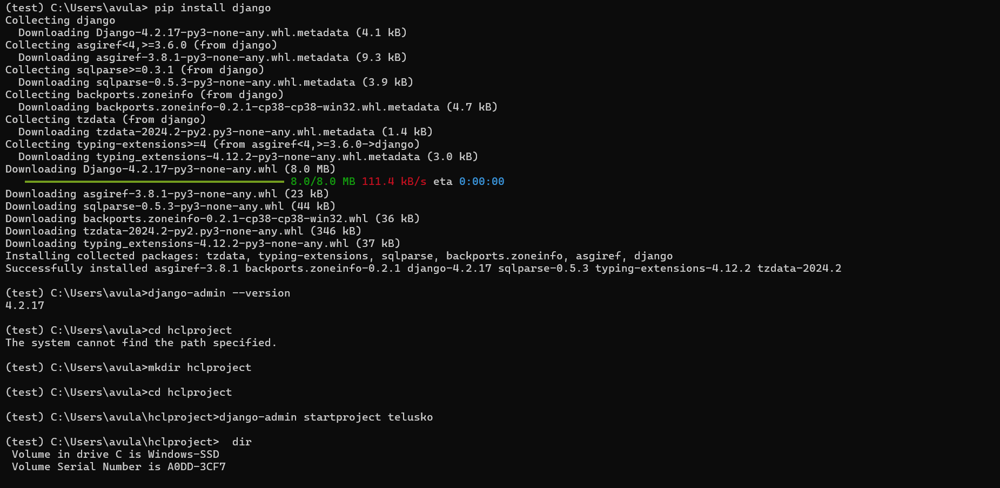 (test) C:\Users\avula> pip install django
Collecting django
  Downloading Django-4.2.17-py3-none-any.whl.metadata (4.1 kB)
Collecting asgiref<4,>=3.6.0 (from django)
  Downloading asgiref-3.8.1-py3-none-any.whl.metadata (9.3 kB)
Collecting sqlparse>=0.3.1 (from django)
  Downloading sqlparse-0.5.3-py3-none-any.whl.metadata (3.9 kB)
Collecting backports.zoneinfo (from django)
  Downloading backports.zoneinfo-0.2.1-cp38-cp38-win32.whl.metadata (4.7 kB)
Collecting tzdata (from django)
  Downloading tzdata-2024.2-py2.py3-none-any.whl.metadata (1.4 kB)
Collecting typing-extensions>=4 (from asgiref<4,>=3.6.0->django)
  Downloading typing_extensions-4.12.2-py3-none-any.whl.metadata (3.0 kB)
Downloading Django-4.2.17-py3-none-any.whl (8.0 MB)
8.0/8.0 MB 111.4 kB/s eta 0:00:00
Downloading asgiref-3.8.1-py3-none-any.whl (23 kB)
Downloading sqlparse-0.5.3-py3-none-any.whl (44 kB)
Downloading backports.zoneinfo-0.2.1-cp38-cp38-win32.whl (36 kB)
Downloading tzdata-2024.2-py2.py3-none-any.whl (346 kB)
Downloading typing_extensions-4.12.2-py3-none-any.whl (37 kB)
Installing collected packages: tzdata, typing-extensions, sqlparse, backports.zoneinfo, asgiref, django
Successfully installed asgiref-3.8.1 backports.zoneinfo-0.2.1 django-4.2.17 sqlparse-0.5.3 typing-extensions-4.12.2 tzdata-2024.2
(test) C:\Users\avula>django-admin --version
4.2.17
(test) C:\Users\avula>cd hclproject
The system cannot find the path specified.
(test) C:\Users\avula>mkdir hclproject
(test) C:\Users\avula>cd hclproject
(test) C:\Users\avula\hclproject>django-admin startproject telusko
(test) C:\Users\avula\hclproject>  dir
 Volume in drive C is Windows-SSD
 Volume Serial Number is A0DD-3CF7